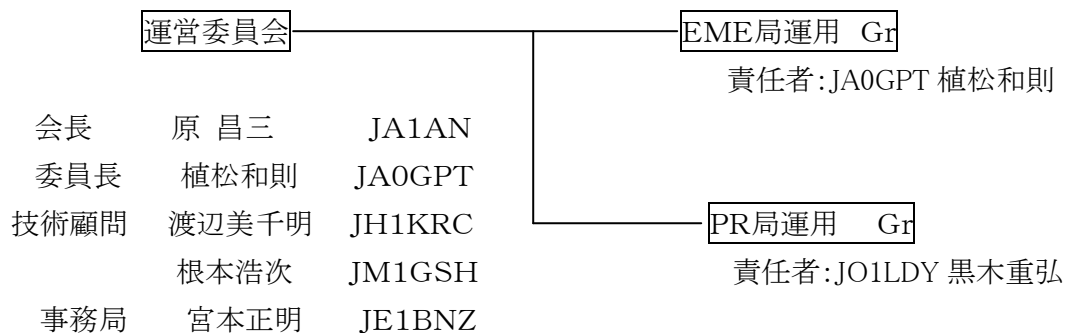 運営委員会
EME局運用 Gr
責任者:JA0GPT 植松和則
会長 原 昌三 JA1AN
委員長 植松和則 JA0GPT
技術顧問 渡辺美千明 JH1KRC
根本浩次 JM1GSH
事務局 宮本正明 JE1BNZ
PR局運用 Gr
責任者:JO1LDY 黒木重弘